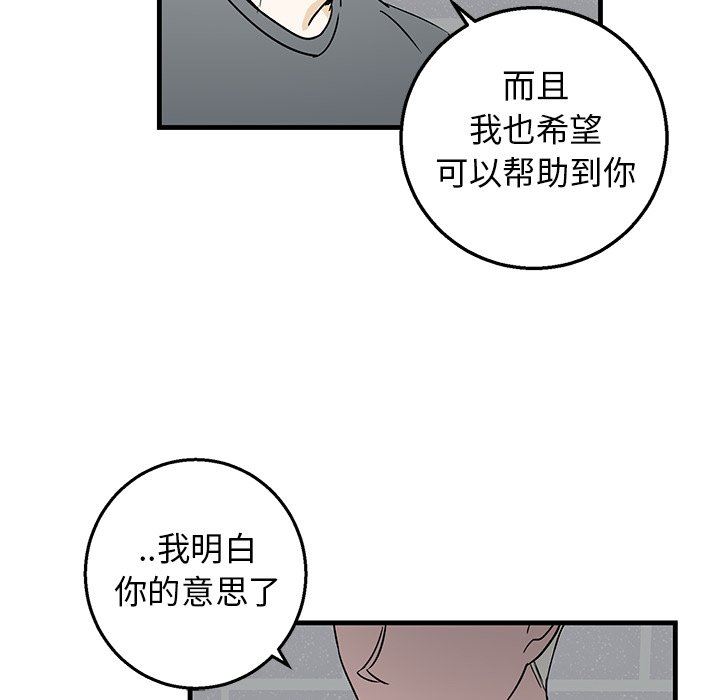 而且
我也希望
可以帮助到你
..我明白
你的意思了